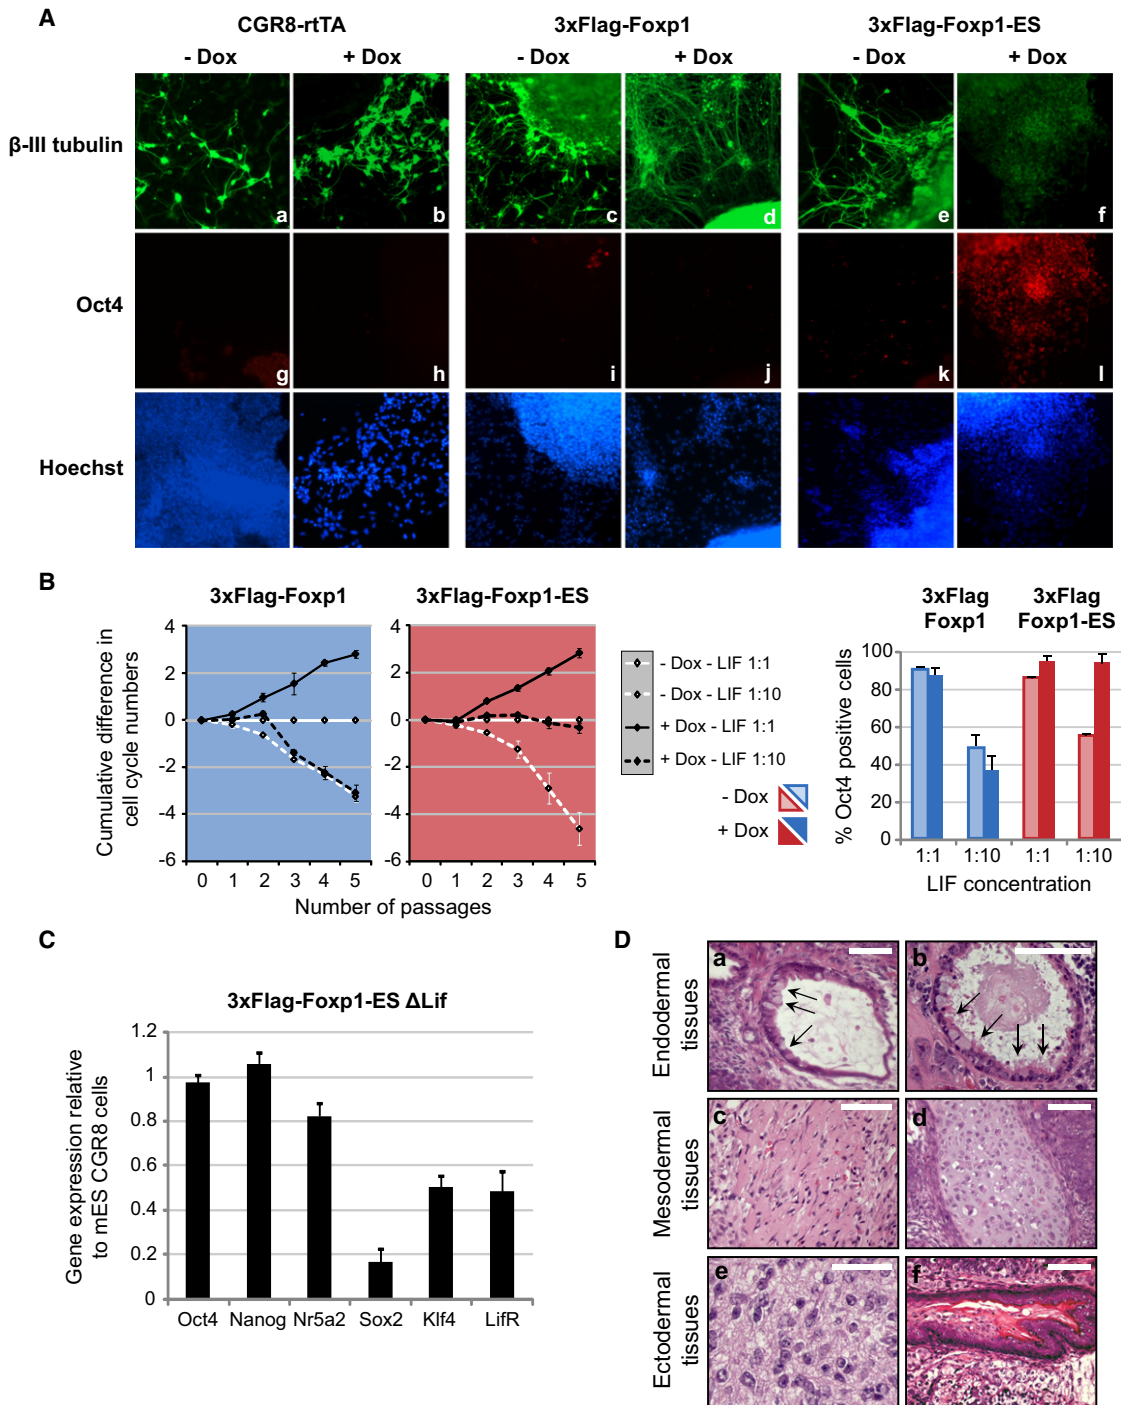 A
CGR8-rtTA
3xFlag-Foxp1
3xFlag-Foxp1-ES
- Dox
+ Dox
- Dox
+ Dox
- Dox
+ Dox
β-III tubulin
a
b
c
d
e
f
Oct4
g
h
i
j
k
l
Hoechst
B
3xFlag-Foxp1
3xFlag-Foxp1-ES
Cumulative difference in
cell cycle numbers
4
2
0
-2
-4
-6
0 1 2 3 4 5
4
2
0
-2
-4
-6
0 1 2 3 4 5
Number of passages
- Dox - LIF 1:1
- Dox - LIF 1:10
+ Dox - LIF 1:1
+ Dox - LIF 1:10
- Dox
+ Dox
3xFlag
Foxp1
3xFlag
Foxp1-ES
% Oct4 positive cells
100
80
60
40
20
0
1:1 1:10 1:1 1:10
LIF concentration
C
3xFlag-Foxp1-ES ΔLif
Gene expression relative
to mES CGR8 cells
1.2
1
0.8
0.6
0.4
0.2
0
Oct4 Nanog Nr5a2 Sox2 Klf4 LifR
D
Endodermal
tissues
a
b
Mesodermal
tissues
c
d
Ectodermal
tissues
e
f